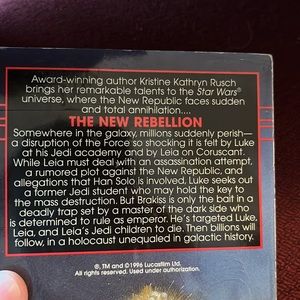 Award-winning author Kristine Kathryn Rusch
brings her remarkable talents to the Star Wars®
universe, where the New Republic faces sudden
and total annihilation....
THE NEW REBELLION
Somewhere in the galaxy, millions suddenly perish—
a disruption of the Force so shocking it is felt by Luke
at his Jedi academy and by Leia on Coruscant.
While Leia must deal with an assassination attempt,
a rumored plot against the New Republic, and
allegations that Han Solo is involved, Luke seeks out
a former Jedi student who may hold the key to
the mass destruction. But Brakiss is only the bait in a
deadly trap set by a master of the dark side who
is determined to rule as emperor. He's targeted Luke,
Leia, and Leia's Jedi children to die. Then billions will
follow, in a holocaust unequaled in galactic history.
®, TM and ©1996 Lucasfilm Ltd.
All rights reserved. Used under authorization.